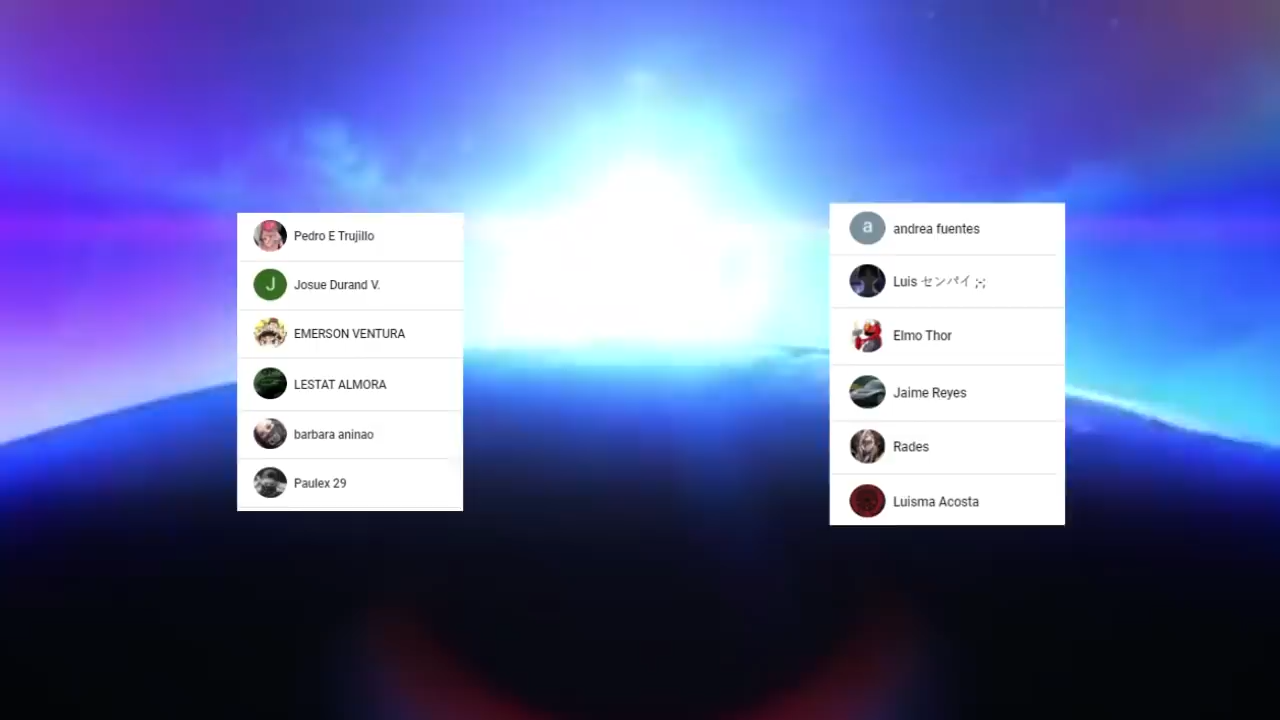 Pedro E Trujillo
J
Josue Durand V.
EMERSON VENTURA
LESTAT ALMORA
barbara aninao
Paulex 29
a
andrea fuentes
Luis センパイ ;-;
Elmo Thor
Jaime Reyes
Rades
Luisma Acosta